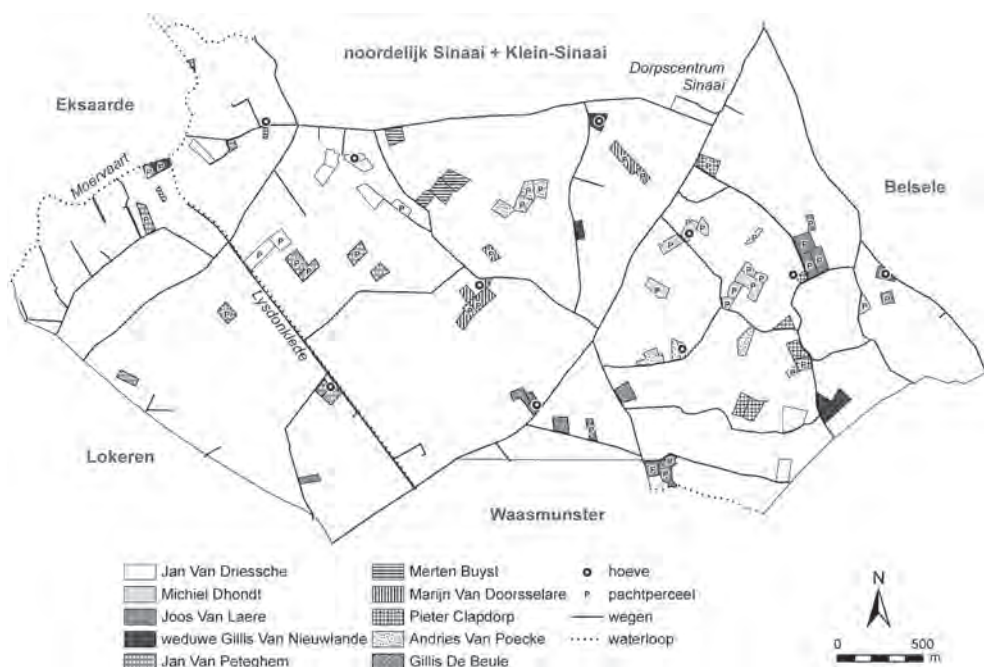 noordelijk Sinaai + Klein-Sinaai
Dorpscentrum
Sinaai
Eksaarde
Moervaart
Belsele
Lysdonklede
Lokeren
Waasmunster
Jan Van Driessche
Michiel Dhondt
Joos Van Laere
weduwe Gillis Van Nieuwlande
Jan Van Peteghem
Merten Buyst
Marijn Van Doorsselare
Pieter Clapdorp
Andries Van Poecke
Gillis De Beule
hoeve
P pachtperceel
wegen
waterloop
N
0 500
m